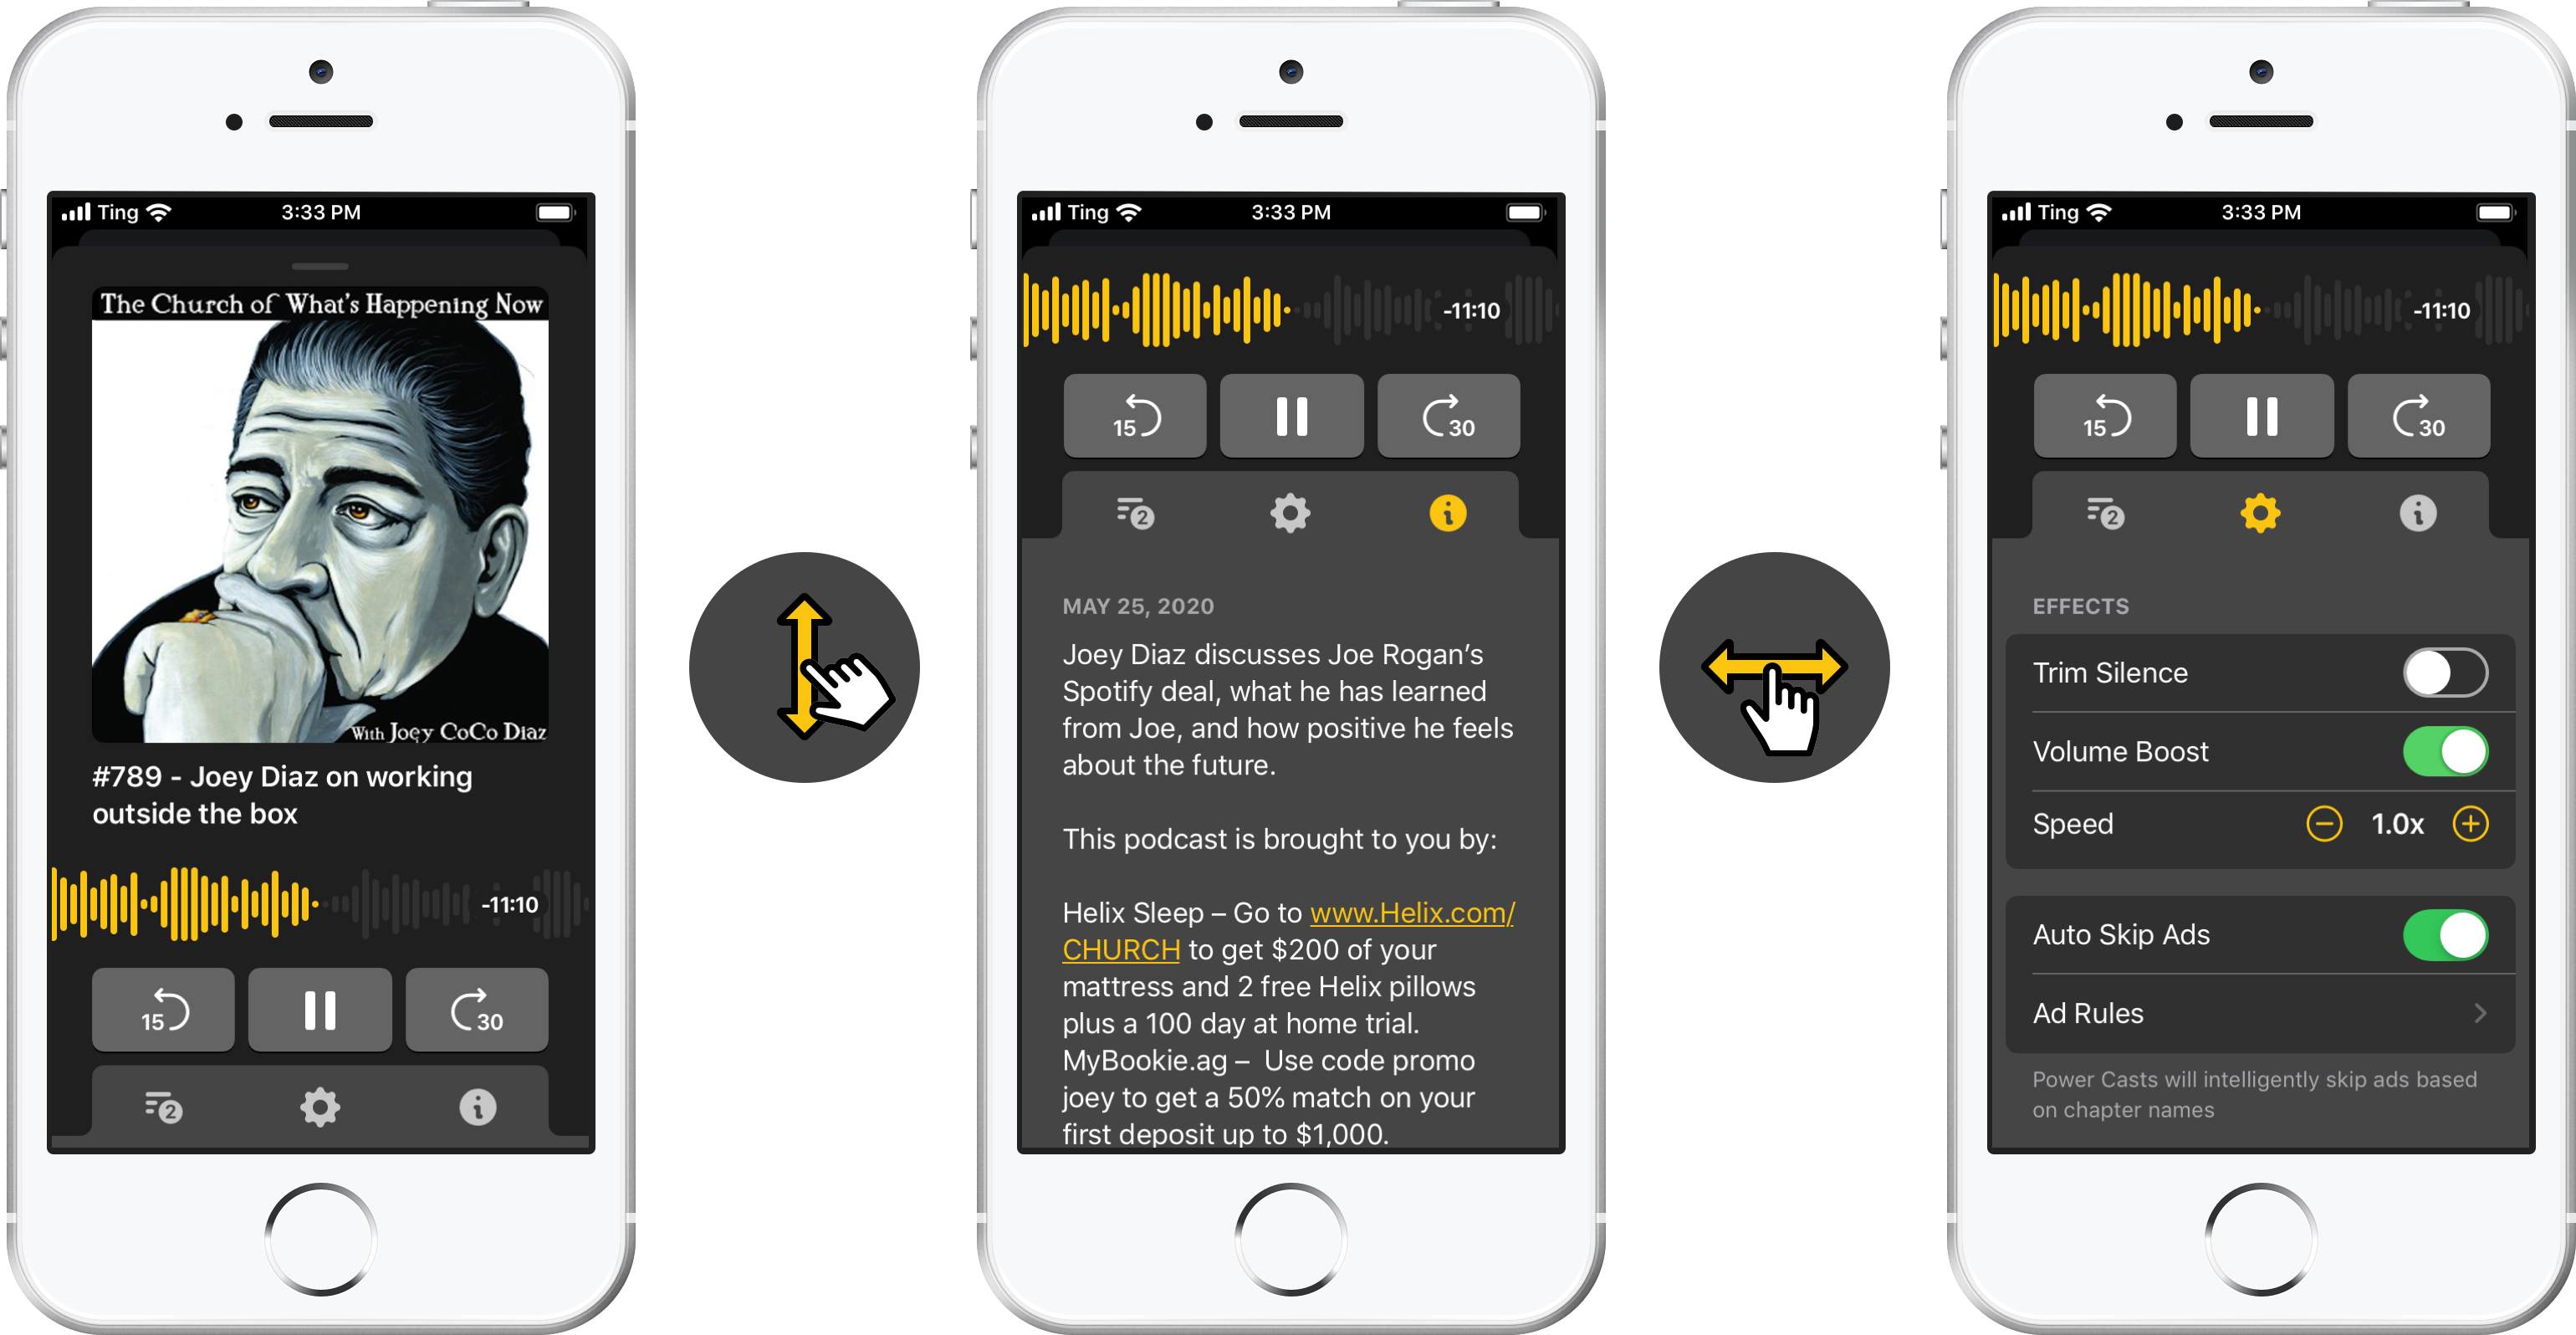 Ting
3:33 PM
The Church of What's Happening Now
With Joey CoCo Diaz
#789 - Joey Diaz on working
outside the box
-11:10
15
30
2
Ting
3:33 PM
-11:10
15
30
2
MAY 25, 2020
Joey Diaz discusses Joe Rogan’s
Spotify deal, what he has learned
from Joe, and how positive he feels
about the future.
This podcast is brought to you by:
Helix Sleep – Go to www.Helix.com/
CHURCH to get $200 of your
mattress and 2 free Helix pillows
plus a 100 day at home trial.
MyBookie.ag –  Use code promo
joey to get a 50% match on your
first deposit up to $1,000.
Ting
3:33 PM
-11:10
15
30
2
EFFECTS
Trim Silence
Volume Boost
Speed
1.0x
Auto Skip Ads
Ad Rules
Power Casts will intelligently skip ads based
on chapter names